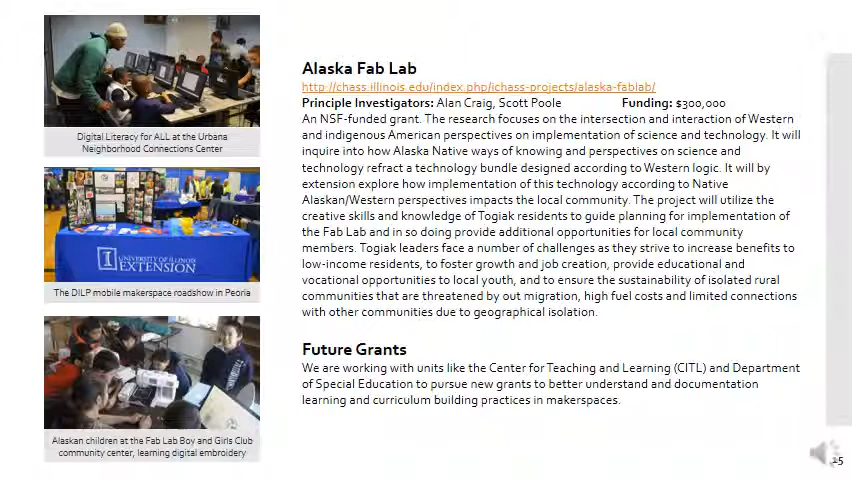 Digital Literacy for ALL at the Urbana
Neighborhood Connections Center
UNIVERSITY OF ILLINOIS
EXTENSION
The DILP mobile makerspace roadshow in Peoria
Alaskan children at the Fab Lab Boy and Girls Club
community center, learning digital embroidery
Alaska Fab Lab
http://chass.illinois.edu/index.php/ichass-projects/alaska-fablab/
Principle Investigators: Alan Craig, Scott Poole Funding: $300,000
An NSF-funded grant. The research focuses on the intersection and interaction of Western
and indigenous American perspectives on implementation of science and technology. It will
inquire into how Alaska Native ways of knowing and perspectives on science and
technology refract a technology bundle designed according to Western logic. It will by
extension explore how implementation of this technology according to Native
Alaskan/Western perspectives impacts the local community. The project will utilize the
creative skills and knowledge of Togiak residents to guide planning for implementation of
the Fab Lab and in so doing provide additional opportunities for local community
members. Togiak leaders face a number of challenges as they strive to increase benefits to
low-income residents, to foster growth and job creation, provide educational and
vocational opportunities to local youth, and to ensure the sustainability of isolated rural
communities that are threatened by out migration, high fuel costs and limited connections
with other communities due to geographical isolation.
Future Grants
We are working with units like the Center for Teaching and Learning (CITL) and Department
of Special Education to pursue new grants to better understand and documentation
learning and curriculum building practices in makerspaces.
15